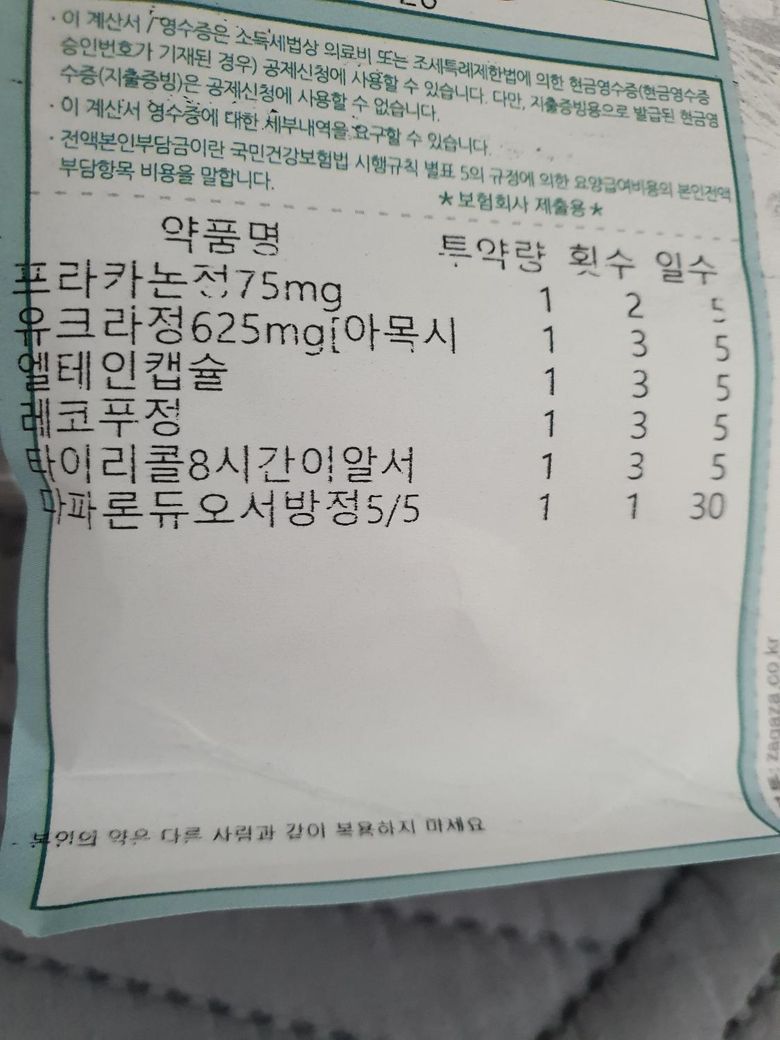 · 이 계산서 / 영수증은 소득세법상 의료비 또는 조세특례제한법에 의한 현금영수증(현금영수증
승인번호가 기재된 경우) 공제신청에 사용할 수 있습니다. 다만, 지출증빙용으로 발급된 현금영
수증(지출증빙)은 공제신청에 사용할 수 없습니다.
· 이 계산서 영수증에 대한 세부내역을 요구할 수 있습니다.
· 전액본인부담금이란 국민건강보험법 시행규칙 별표 5의 규정에 의한 요양급여비용의 본인전액
부담항목 비용을 말합니다.
★보험회사 제출용★
약품명 투약량 횟수 일수
프라카논정75mg 1 2 5
유크라정625mg[아목시 1 3 5
엘테인캡슐 1 3 5
레코푸정 1 3 5
타이리콜8시간이알서 1 3 5
마파론듀오서방정5/5 1 1 30
본인의 약은 다른 사람과 같이 복용하지 마세요
zagaza.co.kr